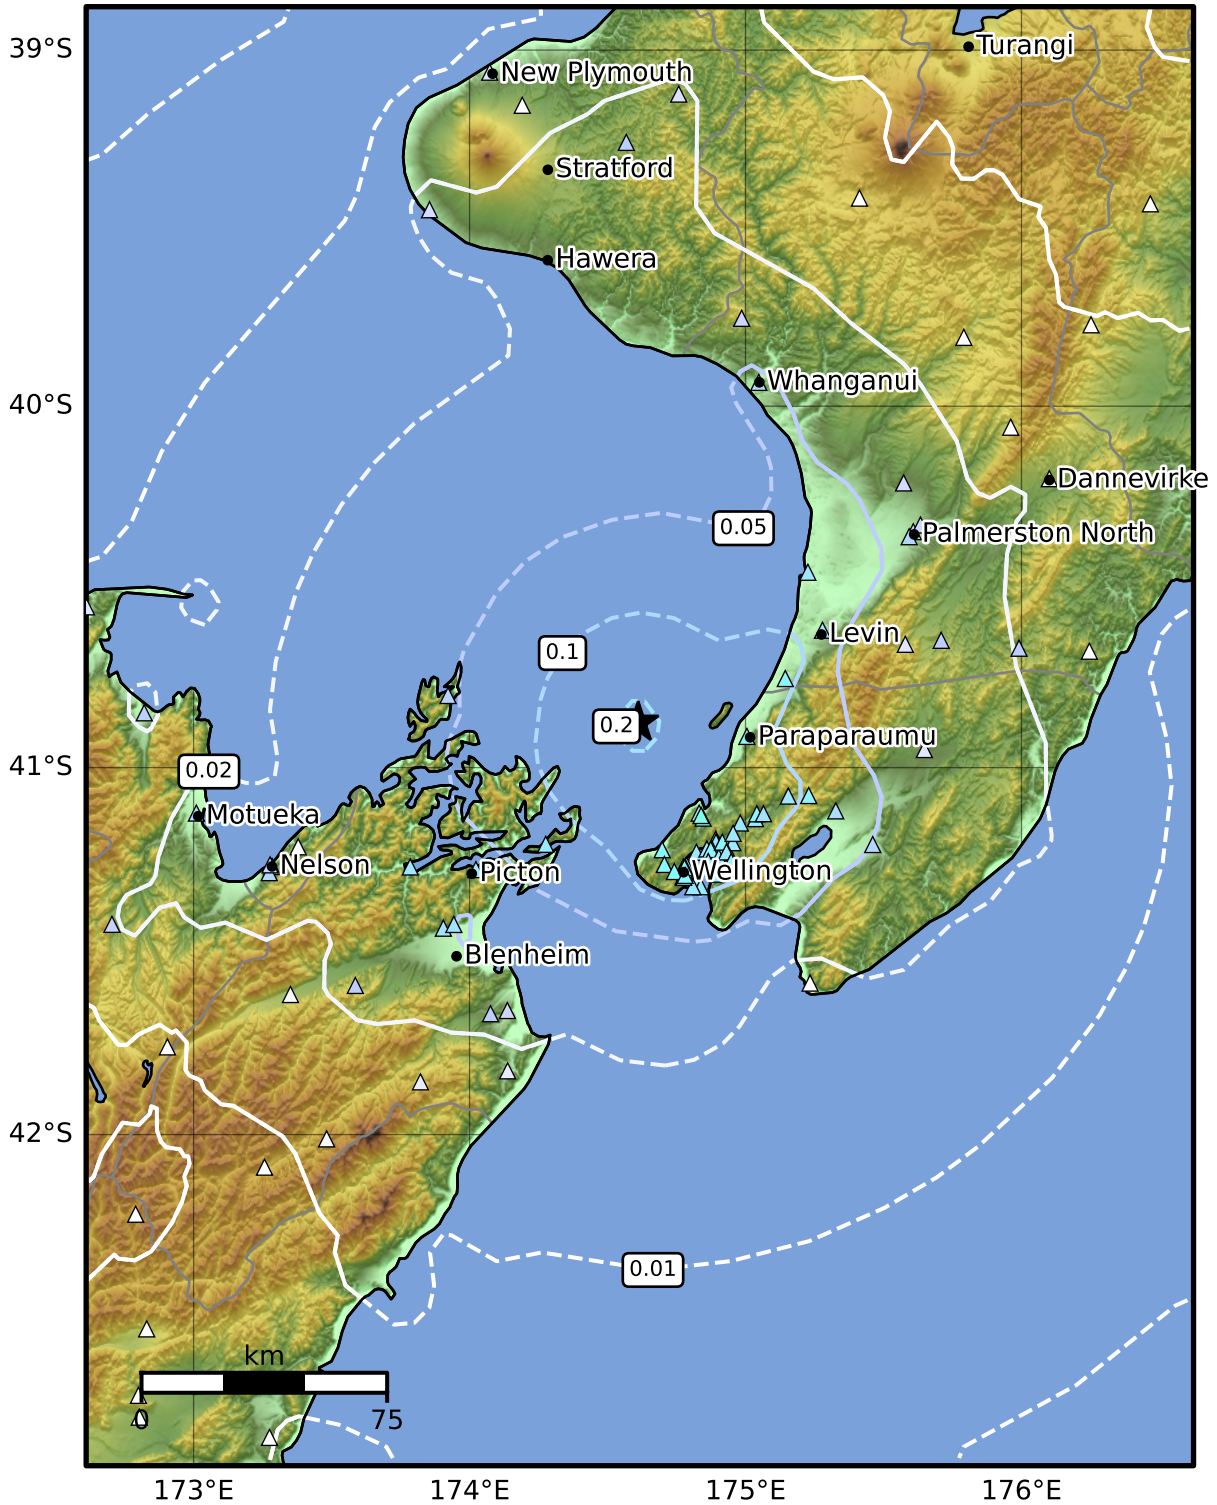 39°S
Turangi
New Plymouth
Stratford
Hawera
Whanganui
40°S
Dannevirke
0.05
Palmerston North
Levin
0.1
0.2
Paraparaumu
41°S
0.02
Motueka
Nelson
Picton
Wellington
Blenheim
42°S
0.01
km
0
75
173°E
174°E
175°E
176°E